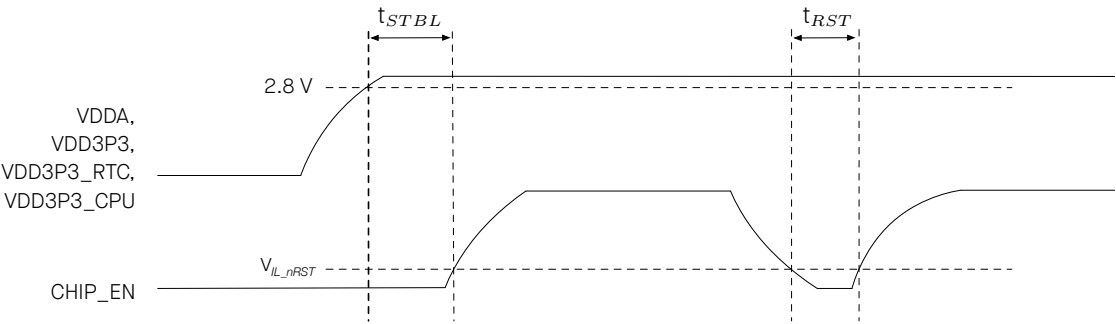 tSTBL
tRST
2.8 V
VDDA,
VDD3P3,
VDD3P3_RTC,
VDD3P3_CPU
VIL_nRST
CHIP_EN